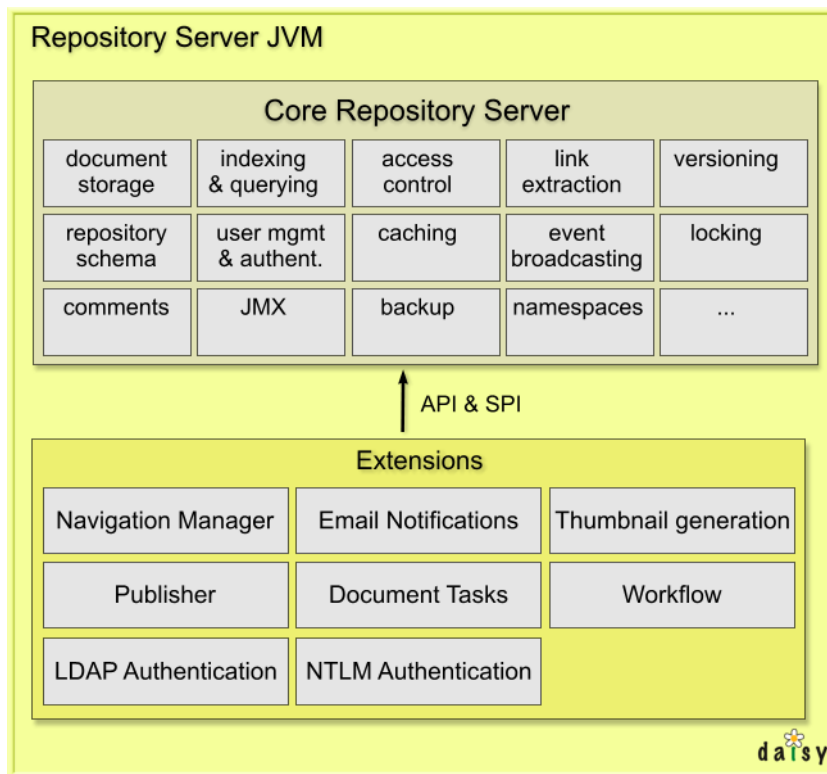 Repository Server JVM
Core Repository Server
document
storage
indexing
& querying
access
control
link
extraction
versioning
repository
schema
user mgmt
& authent.
caching
event
broadcasting
locking
comments
JMX
backup
namespaces
...
API & SPI
Extensions
Navigation Manager
Email Notifications
Thumbnail generation
Publisher
Document Tasks
Workflow
LDAP Authentication
NTLM Authentication
daisy